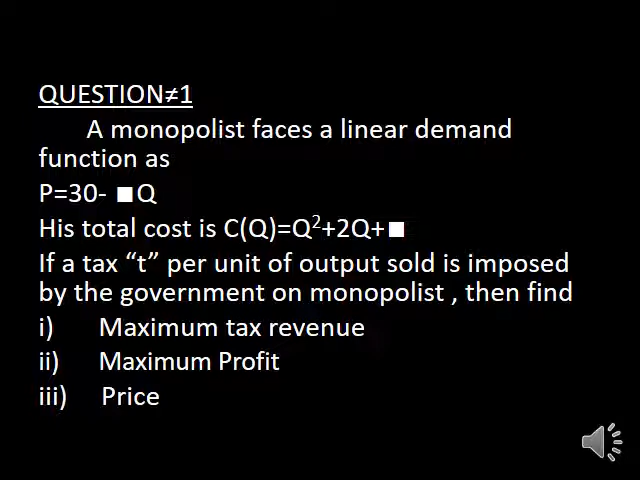 QUESTION≠1
A monopolist faces a linear demand
function as
P=30- ■Q
His total cost is C(Q)=Q²+2Q+■
If a tax “t” per unit of output sold is imposed
by the government on monopolist , then find
i) Maximum tax revenue
ii) Maximum Profit
iii) Price